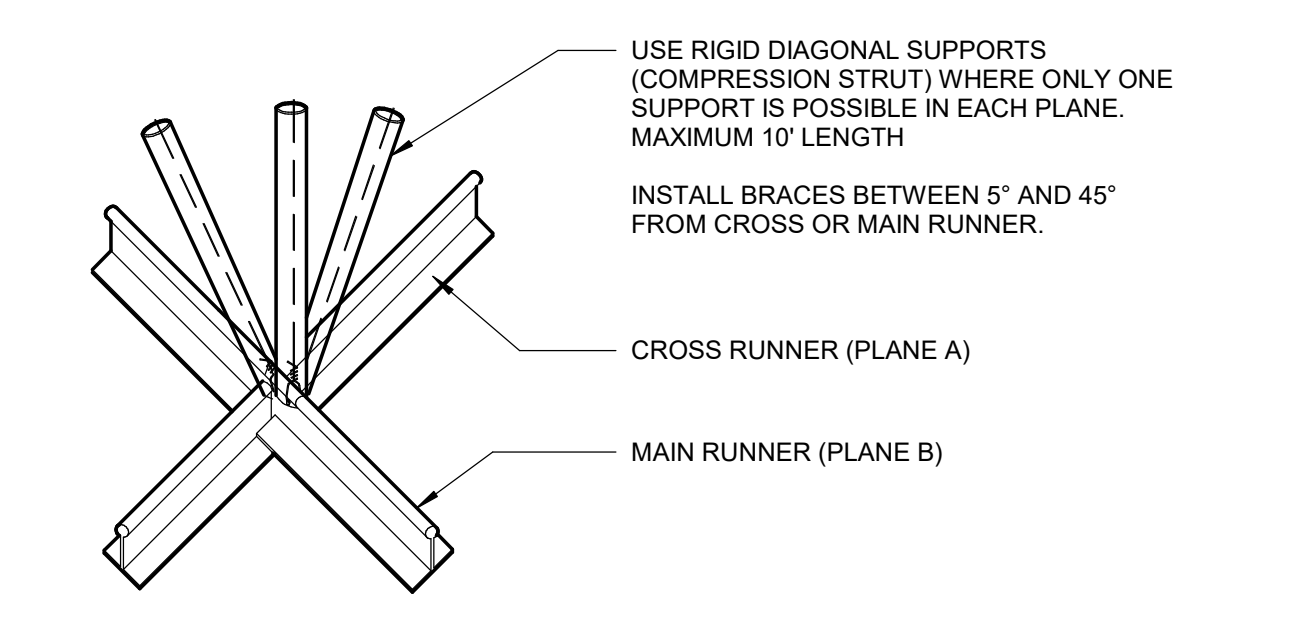 USE RIGID DIAGONAL SUPPORTS
(COMPRESSION STRUT) WHERE ONLY ONE
SUPPORT IS POSSIBLE IN EACH PLANE.
MAXIMUM 10' LENGTH
INSTALL BRACES BETWEEN 5° AND 45°
FROM CROSS OR MAIN RUNNER.
CROSS RUNNER (PLANE A)
MAIN RUNNER (PLANE B)